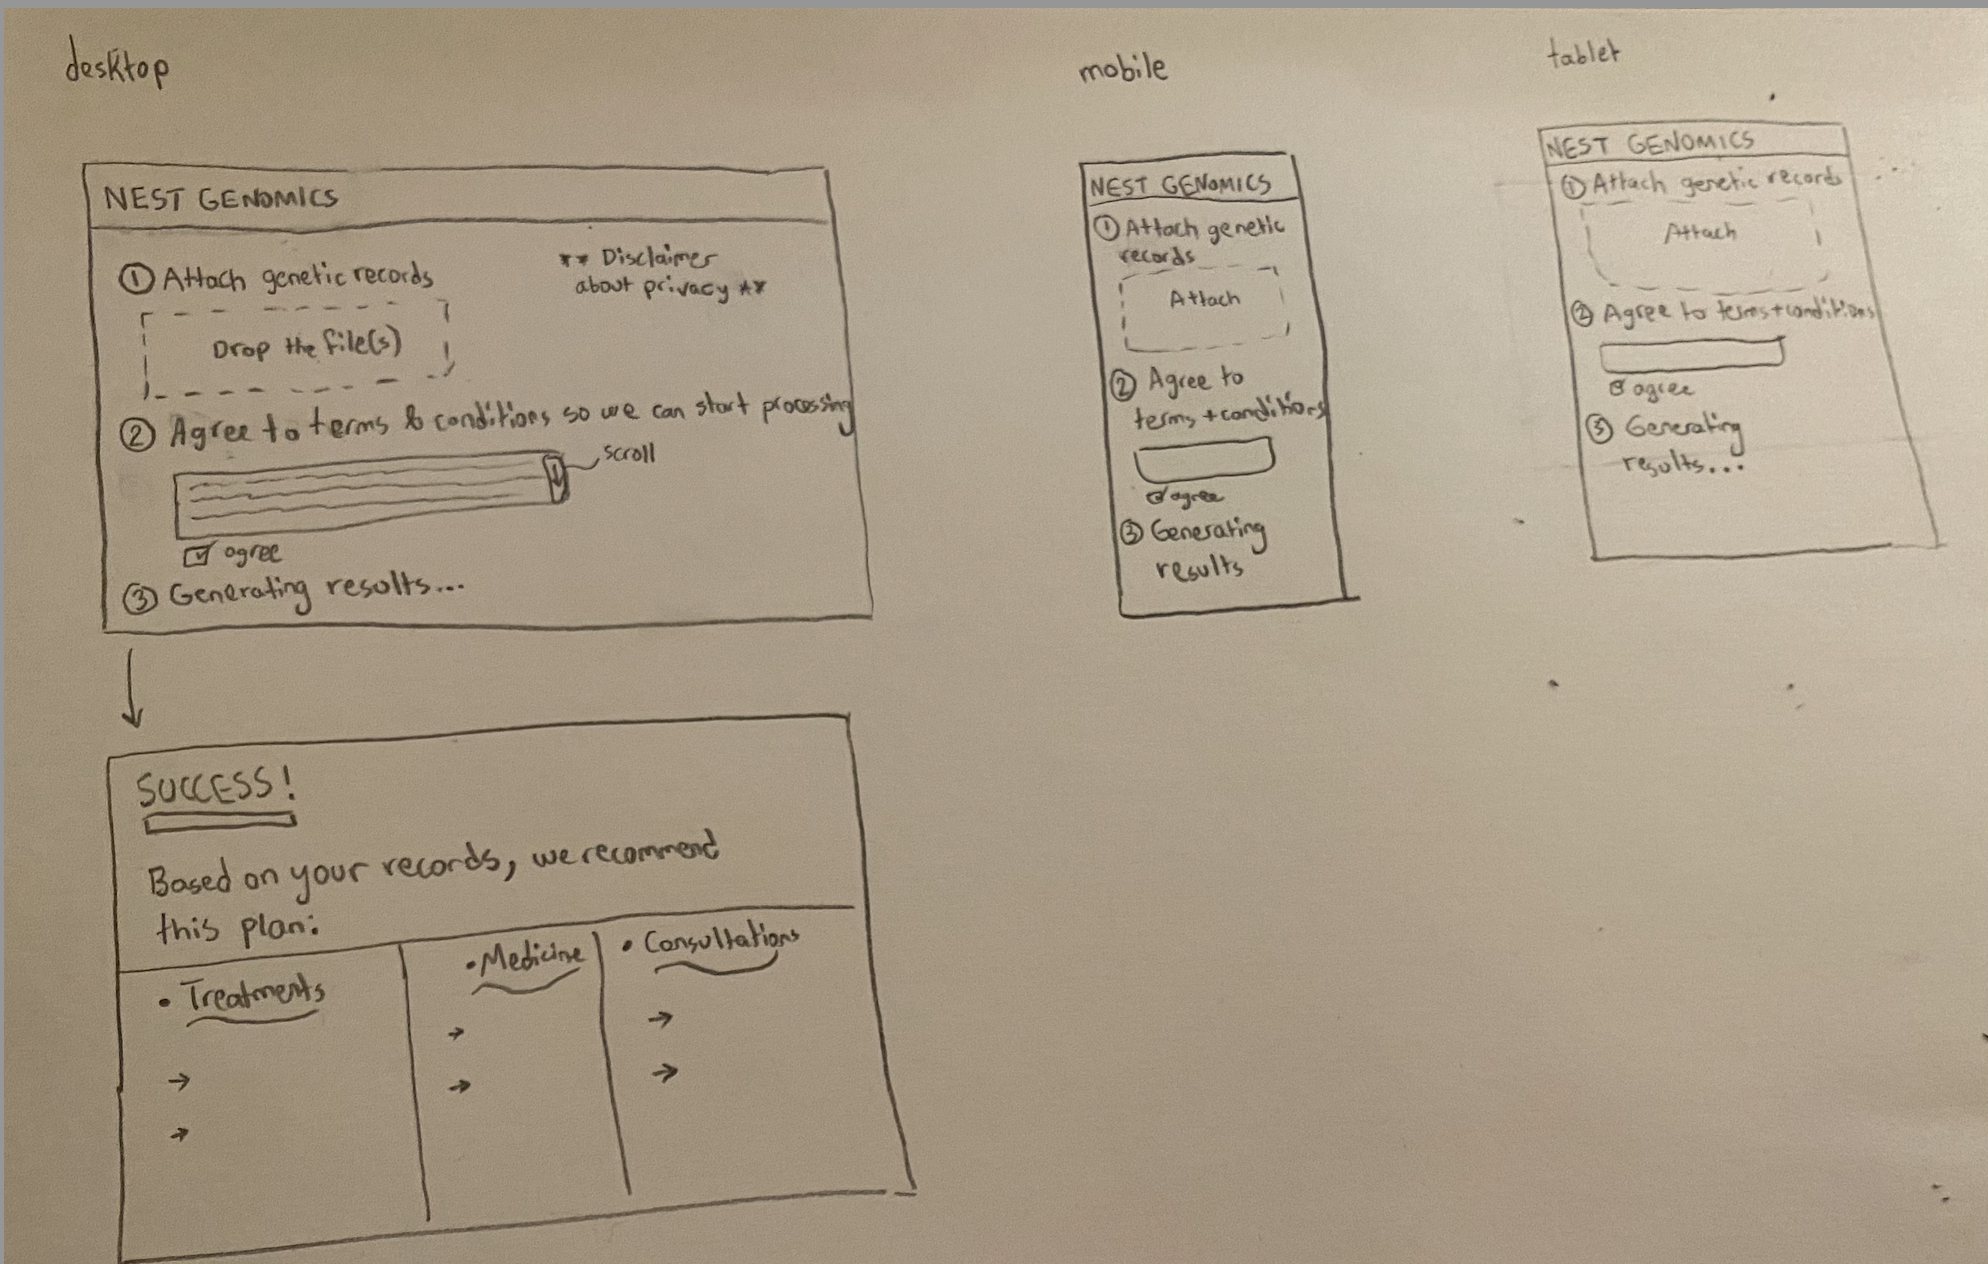 desktop
NEST GENOMICS
① Attach genetic records
** Disclaimer
about privacy **
Drop the file(s)
② Agree to terms & conditions so we can start processing
scroll
agree
③ Generating results...
SUCCESS!
Based on your records, we recommend
this plan:
• Treatments
→
→
• Medicine
→
→
• Consultations
→
→
mobile
NEST GENOMICS
① Attach genetic
records
Attach
② Agree to
terms + conditions
agree
③ Generating
results
tablet
NEST GENOMICS
① Attach genetic records
Attach
② Agree to terms + conditions
agree
③ Generating
results...